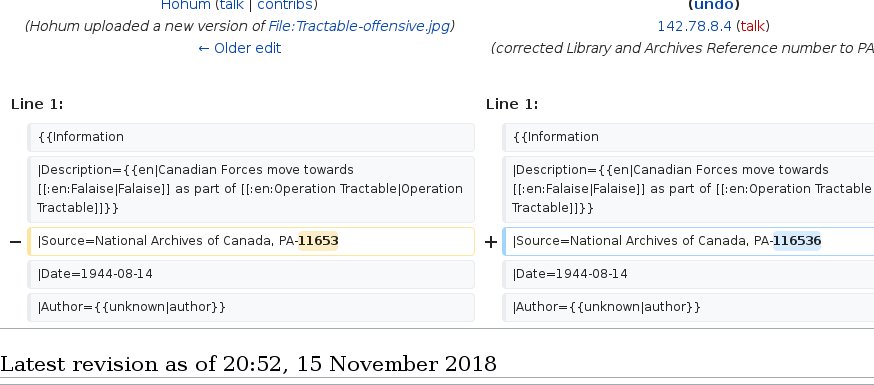 Hohum (talk | contribs)
(Hohum uploaded a new version of File:Tractable-offensive.jpg)
← Older edit
(undo)
142.78.8.4 (talk)
(corrected Library and Archives Reference number to PA
Line 1:
Line 1:
{{Information
{{Information
|Description={{en|Canadian Forces move towards
[[:en:Falaise|Falaise]] as part of [[:en:Operation Tractable|Operation
Tractable]]}}
|Description={{en|Canadian Forces move towards
[[:en:Falaise|Falaise]] as part of [[:en:Operation Tractable
Tractable]]}}
− |Source=National Archives of Canada, PA-11653
+ |Source=National Archives of Canada, PA-116536
|Date=1944-08-14
|Date=1944-08-14
|Author={{unknown|author}}
|Author={{unknown|author}}
Latest revision as of 20:52, 15 November 2018